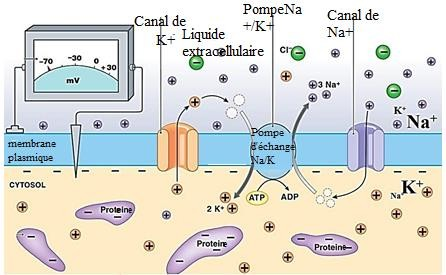 Canal de
K+
Liquide
extracellulaire
PompeNa
+/K+
Canal de
Na+
-70
-30
0
+30
mV
Cl-
3 Na+
K+
Na+
membrane
plasmique
Pompe
d'échange
Na/K
CYTOSOL
2 K+
ATP
ADP
Na K+
Proteine
Proteine
Proteine